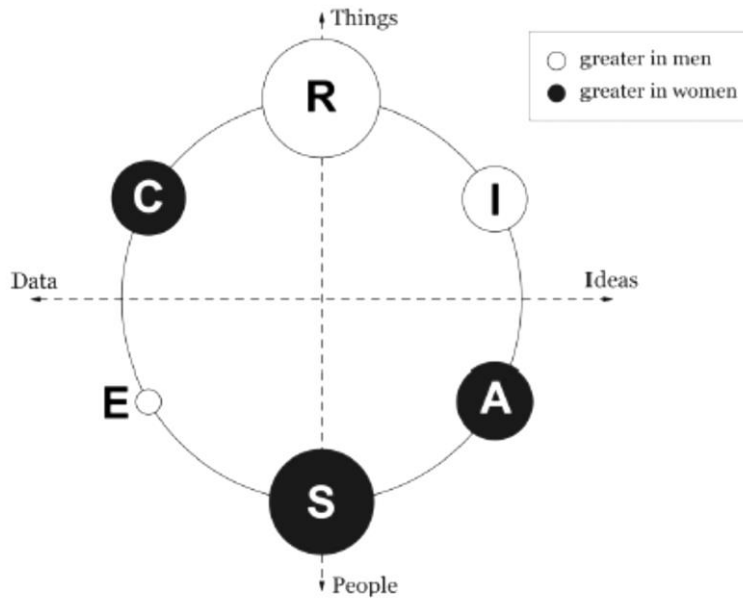 Things
greater in men
greater in women
R
C
I
Data
Ideas
E
A
S
People